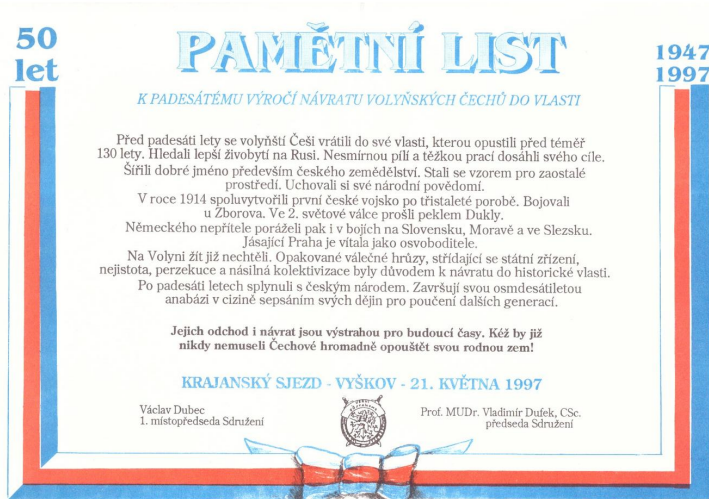 50
let
PAMĚTNÍ LIST
1947
1997
K PADESÁTÉMU VÝROČÍ NÁVRATU VOLYŇSKÝCH ČECHŮ DO VLASTI
Před padesáti lety se volyňští Češi vrátili do své vlasti, kterou opustili před téměř
130 lety. Hledali lepší živobytí na Rusi. Nesmírnou pílí a těžkou prací dosáhli svého cíle.
Šířili dobré jméno především českého zemědělství. Stali se vzorem pro zaostalé
prostředí. Uchovali si své národní povědomí.
V roce 1914 spoluvytvořili první české vojsko po třistaleté porobě. Bojovali
u Zborova. Ve 2. světové válce prošli peklem Dukly.
Německého nepřítele poráželi pak i v bojích na Slovensku, Moravě a ve Slezsku.
Jásající Praha je vítala jako osvoboditele.
Na Volyni žít již nechtěli. Opakované válečné hrůzy, střídající se státní zřízení,
nejistota, perzekuce a násilná kolektivizace byly důvodem k návratu do historické vlasti.
Po padesáti letech splynuli s českým národem. Završují svou osmdesátiletou
anabázi v cizině sepsáním svých dějin pro poučení dalších generací.
Jejich odchod i návrat jsou výstrahou pro budoucí časy. Kéž by již
nikdy nemuseli Čechové hromadně opouštět svou rodnou zem!
KRAJANSKÝ SJEZD - VYŠKOV - 21. KVĚTNA 1997
Václav Dubec
1. místopředseda Sdružení
Prof. MUDr. Vladimír Dufek, CSc.
předseda Sdružení